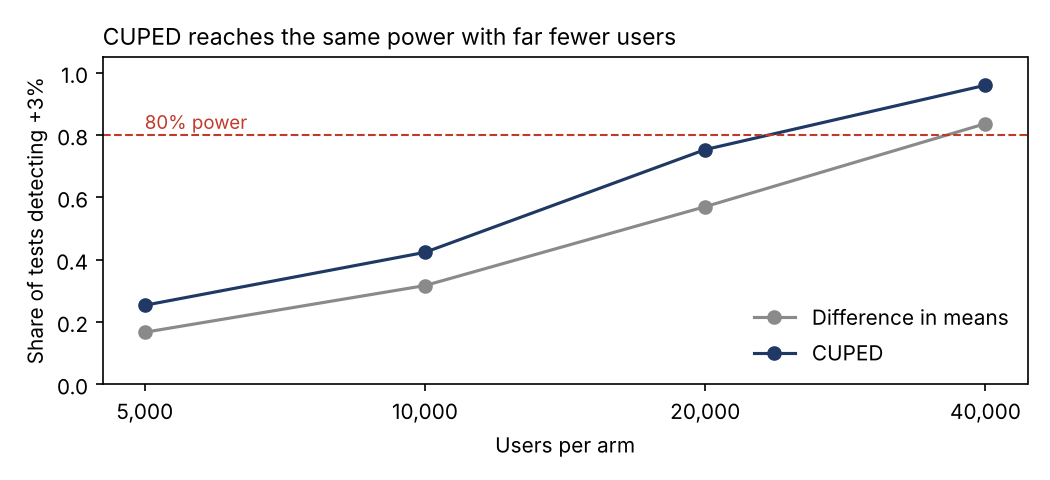 CUPED reaches the same power with far fewer users
Share of tests detecting +3%
1.0
0.8
0.6
0.4
0.2
0.0
80% power
Difference in means
CUPED
5,000 10,000 20,000 40,000
Users per arm